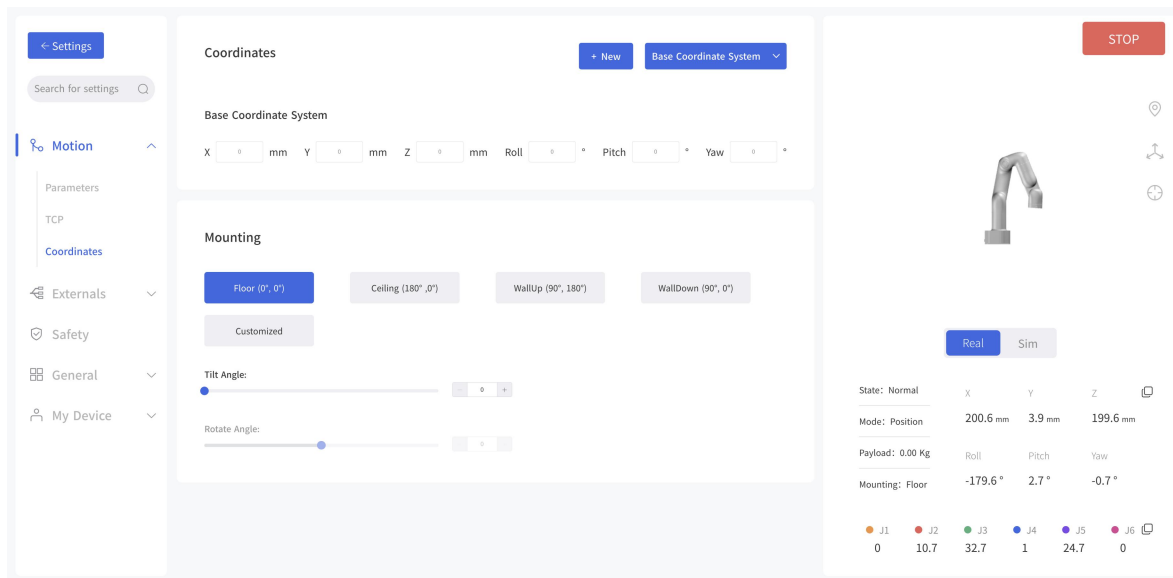 ← Settings
Search for settings
Motion
Parameters
TCP
Coordinates
Externals
Safety
General
My Device
Coordinates
+ New
Base Coordinate System
Base Coordinate System
X 0 mm Y 0 mm Z 0 mm Roll 0 ° Pitch 0 ° Yaw 0 °
Mounting
Floor (0°, 0°)
Ceiling (180° ,0°)
WallUp (90°, 180°)
WallDown (90°, 0°)
Customized
Tilt Angle:
- 0 +
Rotate Angle:
0
STOP
Real Sim
State: Normal
Mode: Position
Payload: 0.00 Kg
Mounting: Floor
X Y Z
200.6 mm 3.9 mm 199.6 mm
Roll Pitch Yaw
-179.6 ° 2.7 ° -0.7 °
J1 J2 J3 J4 J5 J6
0 10.7 32.7 1 24.7 0